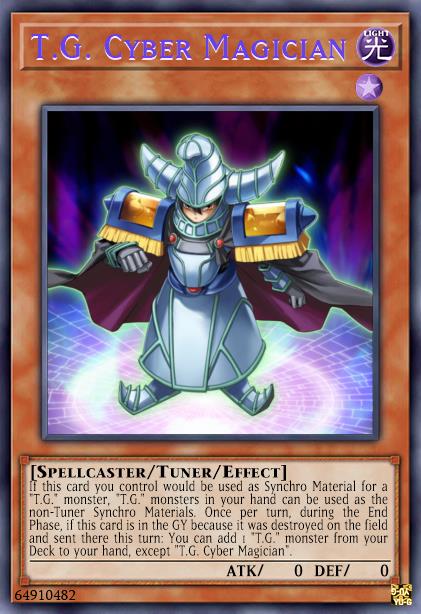 T.G. Cyber Magician
LIGHT
光
[Spellcaster/Tuner/Effect]
If this card you control would be used as Synchro Material for a
"T.G." monster, "T.G." monsters in your hand can be used as the
non-Tuner Synchro Materials. Once per turn, during the End
Phase, if this card is in the GY because it was destroyed on the field
and sent there this turn: You can add 1 "T.G." monster from your
Deck to your hand, except "T.G. Cyber Magician".
ATK/ 0 DEF/ 0
64910482